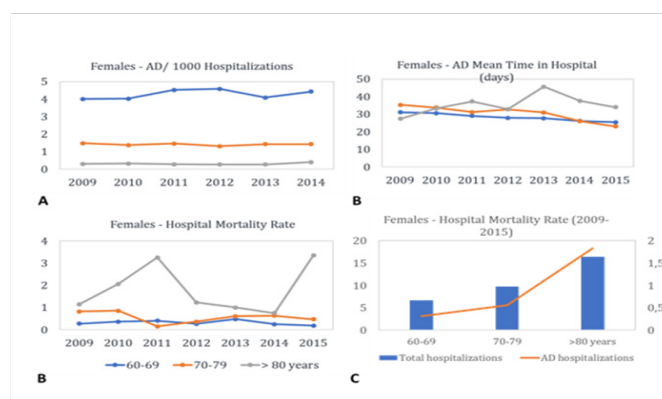 Females - AD/ 1000 Hospitalizations
5
4
3
2
1
0
2009 2010 2011 2012 2013 2014
A
Females - AD Mean Time in Hospital
(days)
50
40
30
20
10
0
2009 2010 2011 2012 2013 2014 2015
B
Females - Hospital Mortality Rate
4
3
2
1
0
2009 2010 2011 2012 2013 2014 2015
60-69 70-79 > 80 years
B
Females - Hospital Mortality Rate (2009-
2015)
20 2
15 1,5
10 1
5 0,5
0 0
60-69 70-79 >80 years
Total hospitalizations AD hospitalizations
C